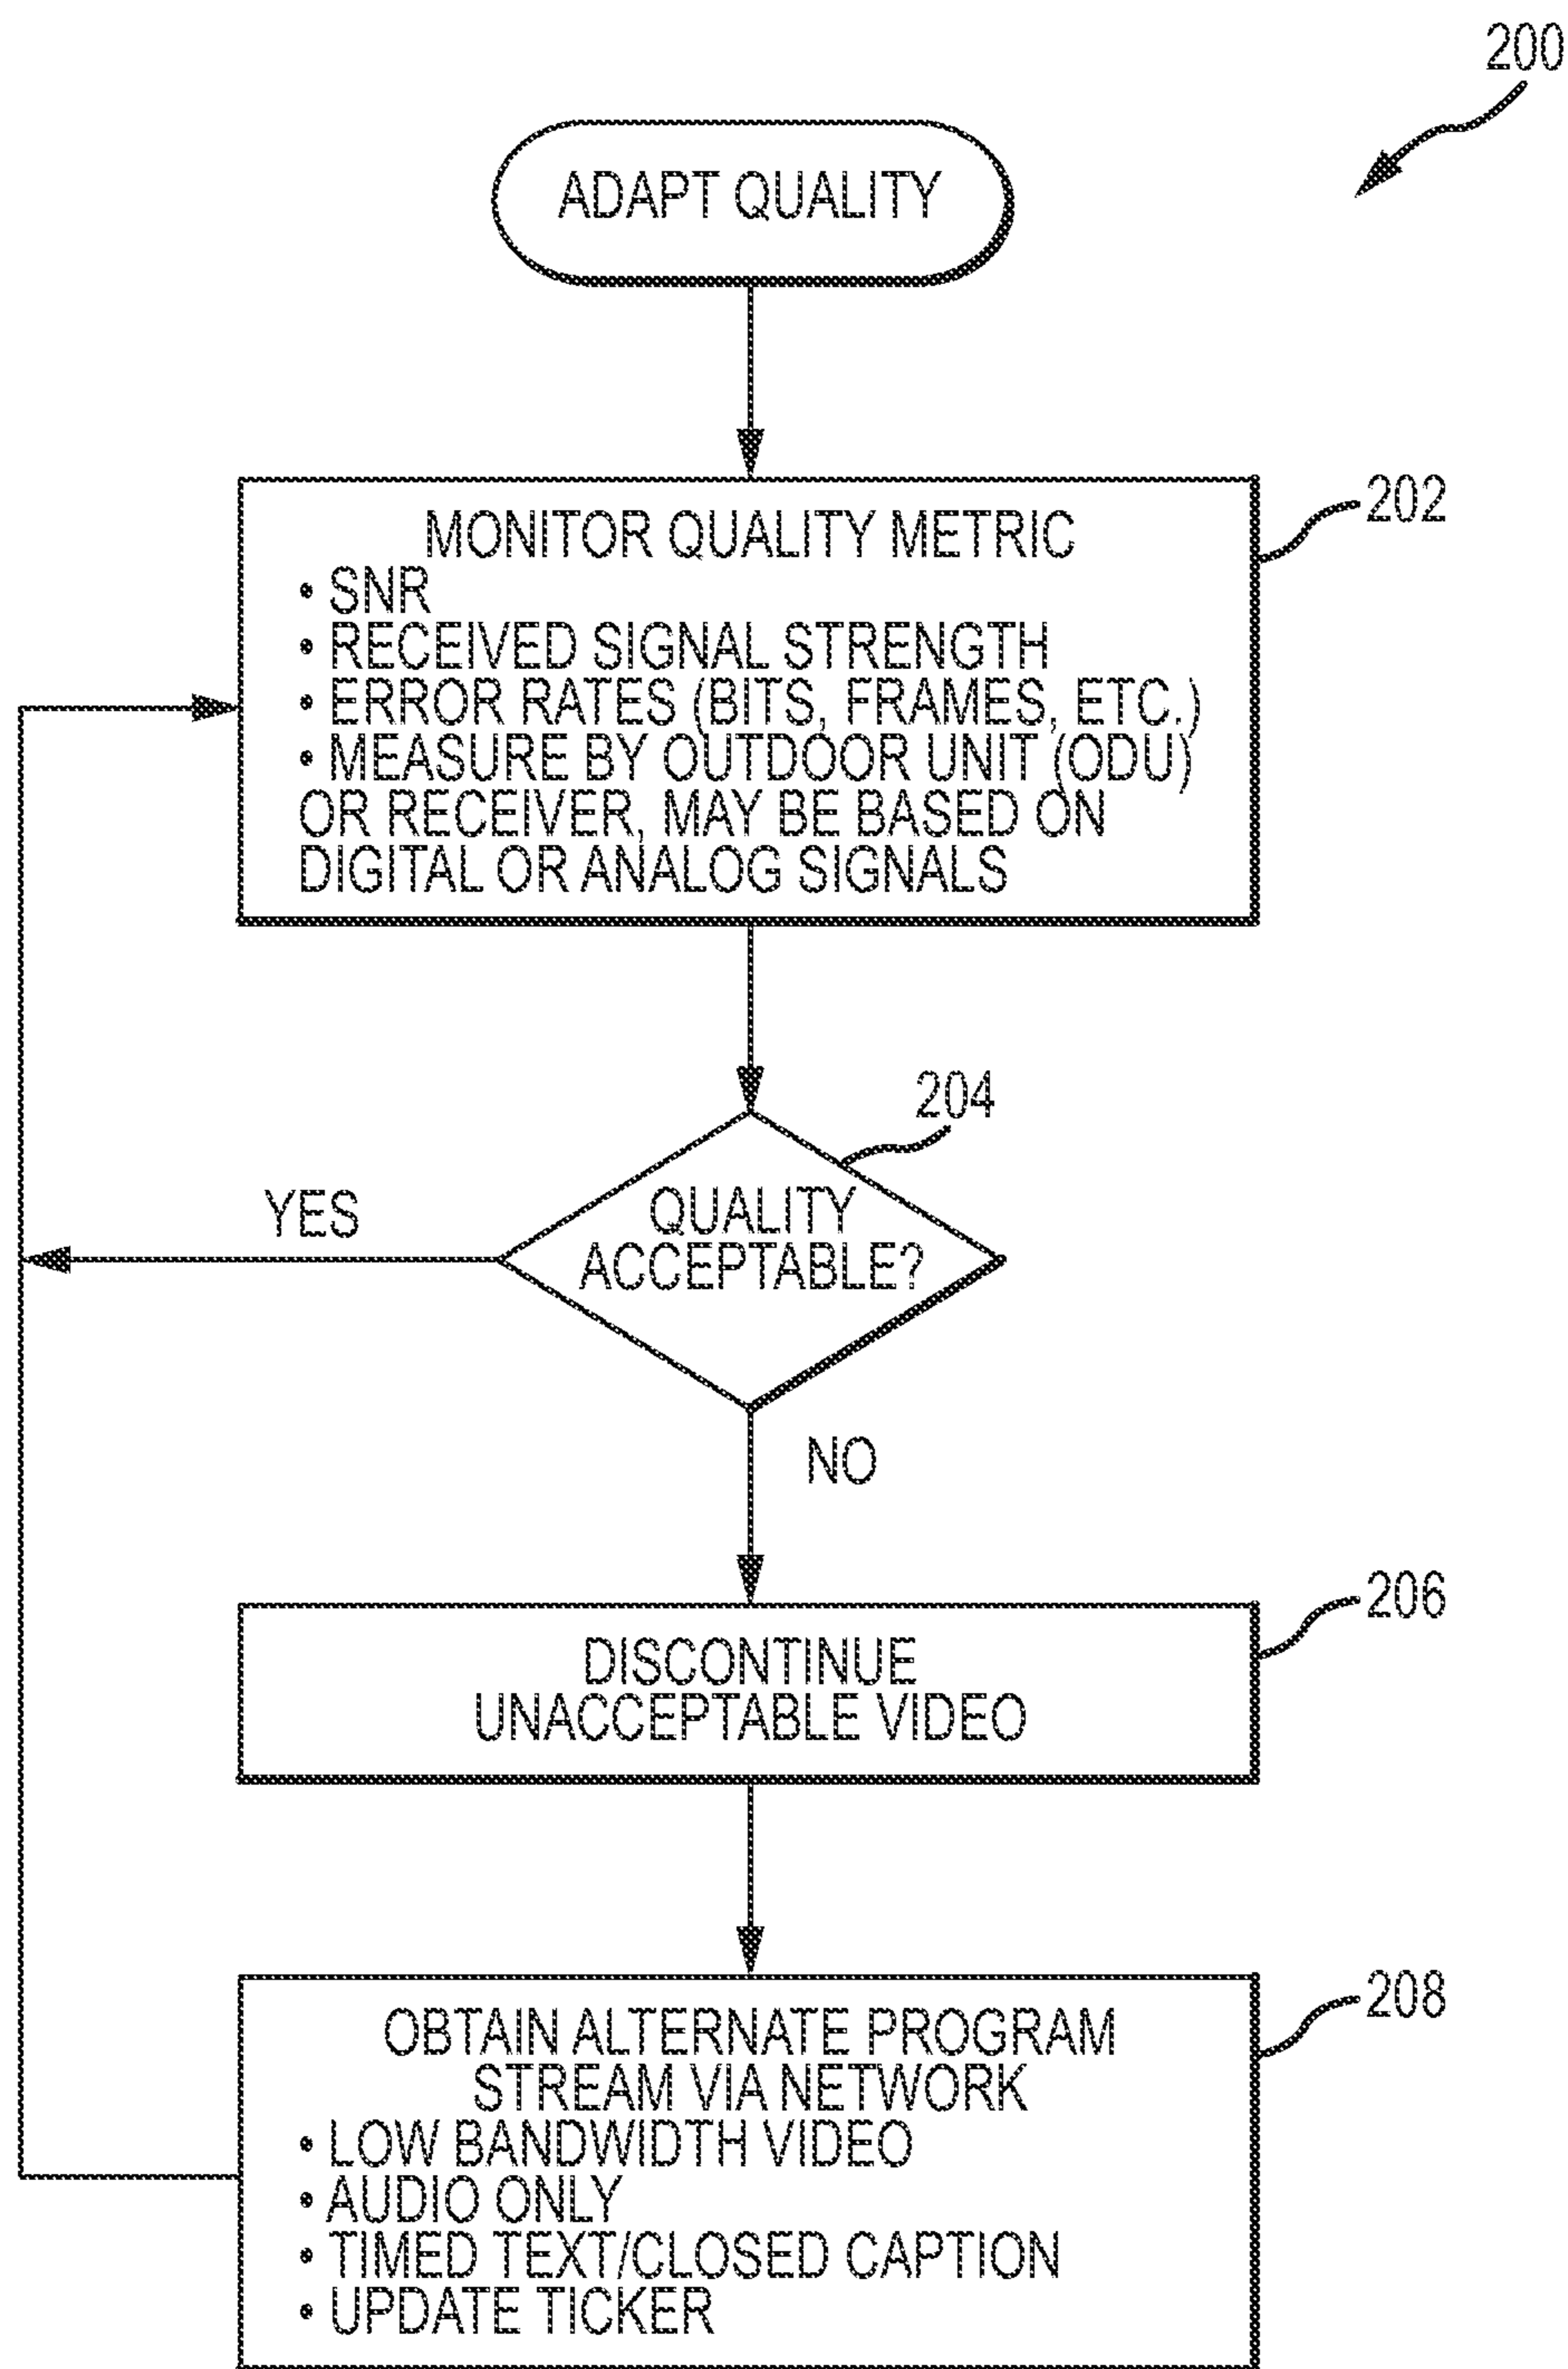 200
ADAPT QUALITY
202
MONITOR QUALITY METRIC
• SNR
• RECEIVED SIGNAL STRENGTH
• ERROR RATES (BITS, FRAMES, ETC.)
• MEASURE BY OUTDOOR UNIT (ODU)
OR RECEIVER, MAY BE BASED ON
DIGITAL OR ANALOG SIGNALS
204
QUALITY
ACCEPTABLE?
YES
NO
206
DISCONTINUE
UNACCEPTABLE VIDEO
208
OBTAIN ALTERNATE PROGRAM
STREAM VIA NETWORK
• LOW BANDWIDTH VIDEO
• AUDIO ONLY
• TIMED TEXT/CLOSED CAPTION
• UPDATE TICKER